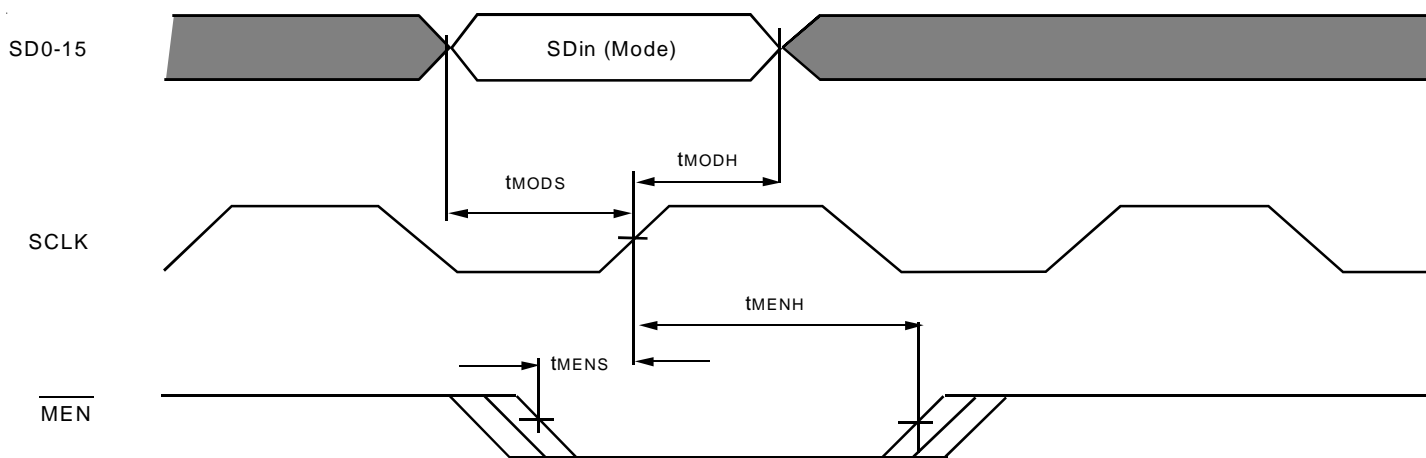 SD0-15
SDin (Mode)
tMODH
tMODS
SCLK
tMENH
tMENS
MEN